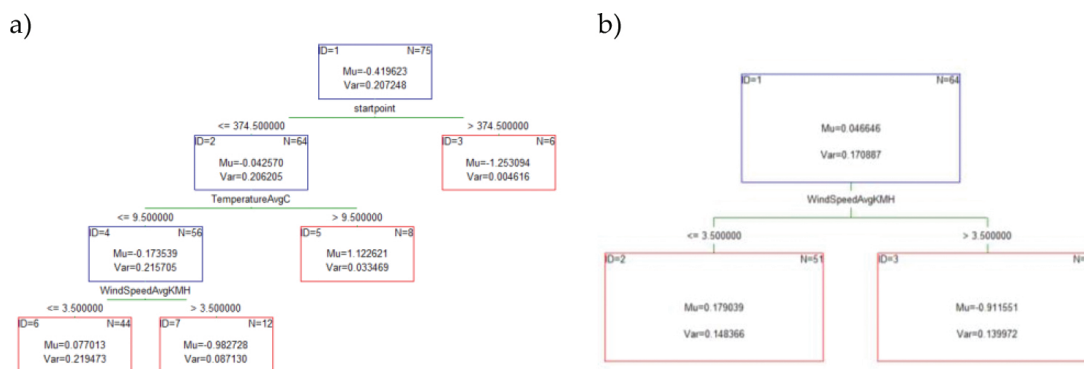 a)
ID=1 N=75
Mu=-0.419623
Var=0.207248
startpoint
<= 374.500000 > 374.500000
ID=2 N=64 ID=3 N=6
Mu=-0.042570 Mu=-1.253094
Var=0.206205 Var=0.004616
TemperatureAvgC
<= 9.500000 > 9.500000
ID=4 N=56 ID=5 N=8
Mu=-0.173539 Mu=1.122621
Var=0.215705 Var=0.033469
WindSpeedAvgKMH
<= 3.500000 > 3.500000
ID=6 N=44 ID=7 N=12
Mu=0.077013 Mu=-0.982728
Var=0.219473 Var=0.087130
b)
ID=1 N=64
Mu=0.046646
Var=0.170887
WindSpeedAvgKMH
<= 3.500000 > 3.500000
ID=2 N=51 ID=3
Mu=0.179039 Mu=-0.911551
Var=0.148366 Var=0.139972